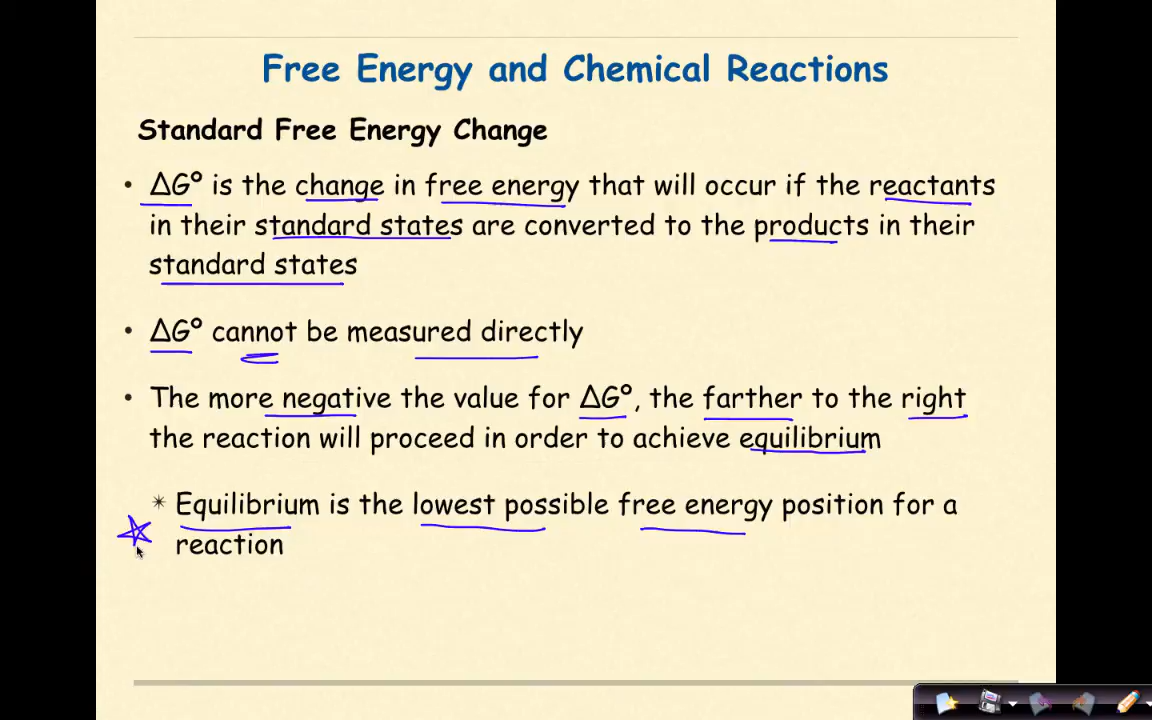 Free Energy and Chemical Reactions
Standard Free Energy Change
• ΔG° is the change in free energy that will occur if the reactants
in their standard states are converted to the products in their
standard states
• ΔG° cannot be measured directly
• The more negative the value for ΔG°, the farther to the right
the reaction will proceed in order to achieve equilibrium
* Equilibrium is the lowest possible free energy position for a
reaction